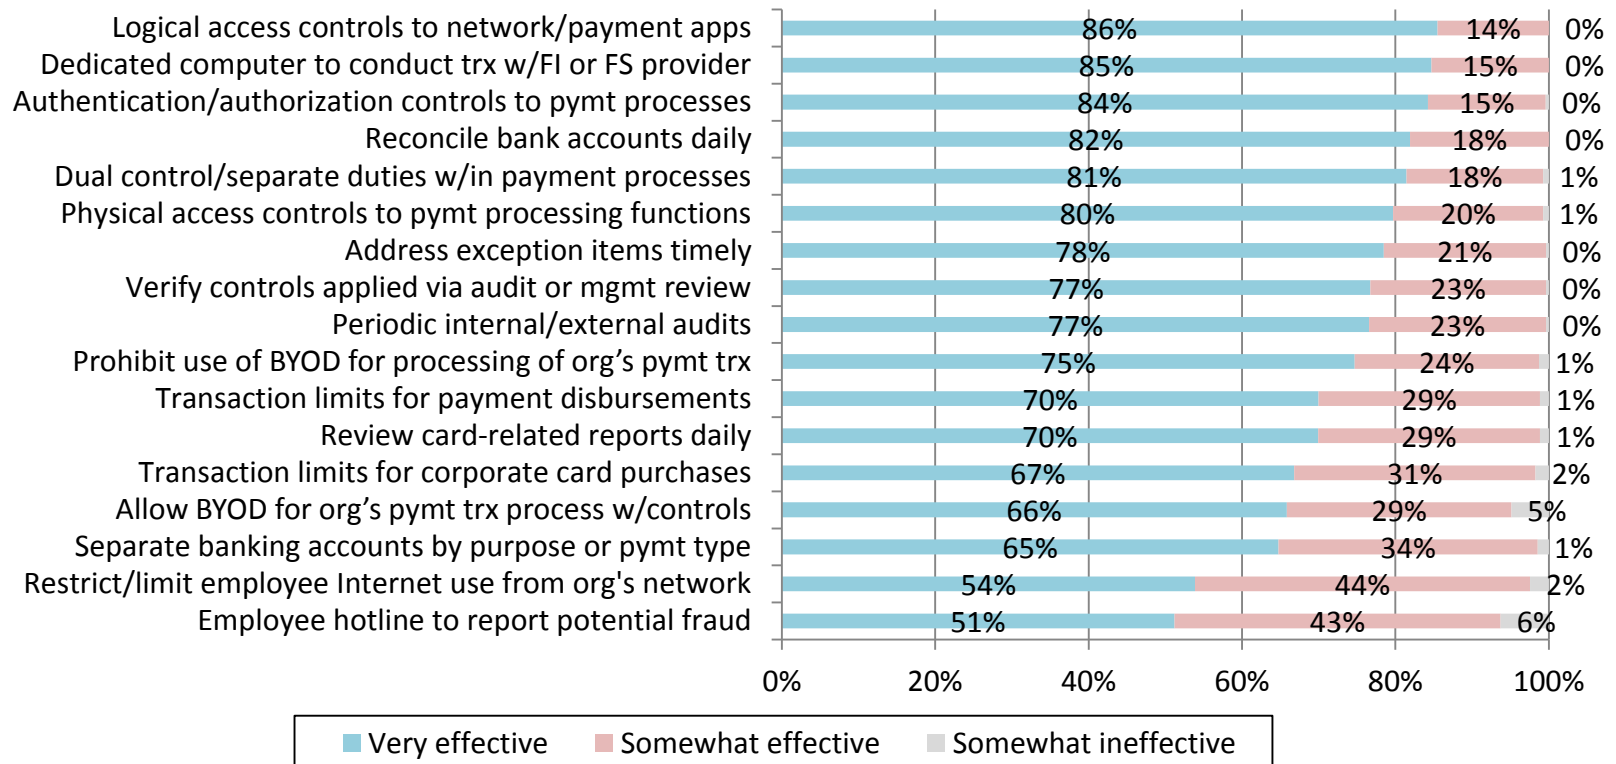 Logical access controls to network/payment apps 86% 14% 0%
Dedicated computer to conduct trx w/FI or FS provider 85% 15% 0%
Authentication/authorization controls to pymt processes 84% 15% 0%
Reconcile bank accounts daily 82% 18% 0%
Dual control/separate duties w/in payment processes 81% 18% 1%
Physical access controls to pymt processing functions 80% 20% 1%
Address exception items timely 78% 21% 0%
Verify controls applied via audit or mgmt review 77% 23% 0%
Periodic internal/external audits 77% 23% 0%
Prohibit use of BYOD for processing of org’s pymt trx 75% 24% 1%
Transaction limits for payment disbursements 70% 29% 1%
Review card-related reports daily 70% 29% 1%
Transaction limits for corporate card purchases 67% 31% 2%
Allow BYOD for org’s pymt trx process w/controls 66% 29% 5%
Separate banking accounts by purpose or pymt type 65% 34% 1%
Restrict/limit employee Internet use from org's network 54% 44% 2%
Employee hotline to report potential fraud 51% 43% 6%
0% 20% 40% 60% 80% 100%
Very effective Somewhat effective Somewhat ineffective